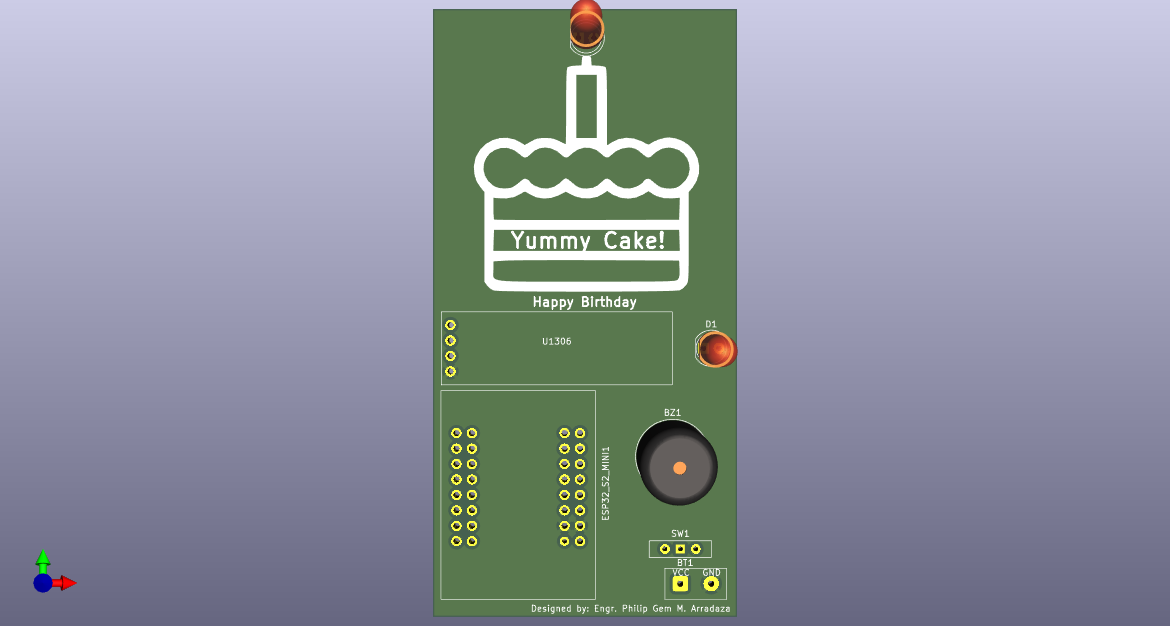 Yummy Cake!
Happy Birthday
U1306
D1
BZ1
ESP32_S2_MINI1
SW1
BT1
VCC GND
Designed by: Engr. Philip Gem M. Arradaza